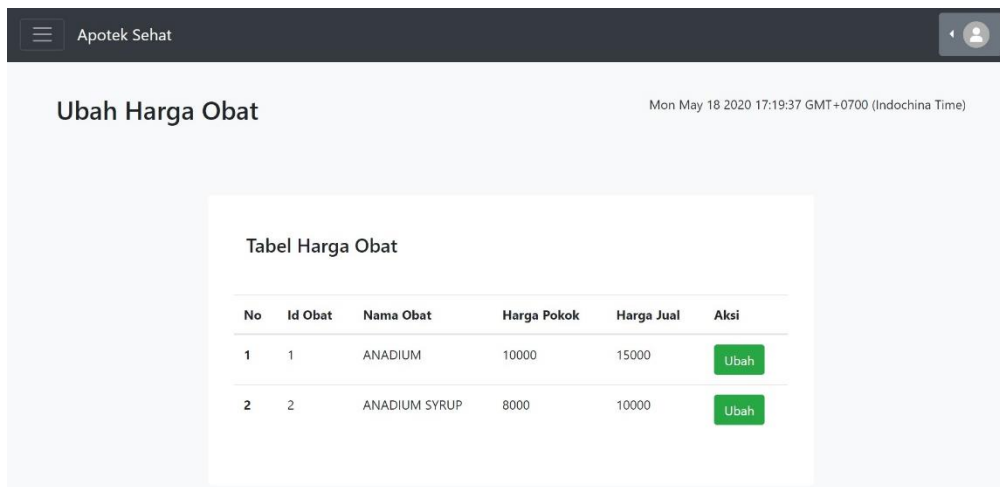 Apotek Sehat
Ubah Harga Obat
Mon May 18 2020 17:19:37 GMT+0700 (Indochina Time)
Tabel Harga Obat
No Id Obat Nama Obat Harga Pokok Harga Jual Aksi
1 1 ANADIUM 10000 15000 Ubah
2 2 ANADIUM SYRUP 8000 10000 Ubah